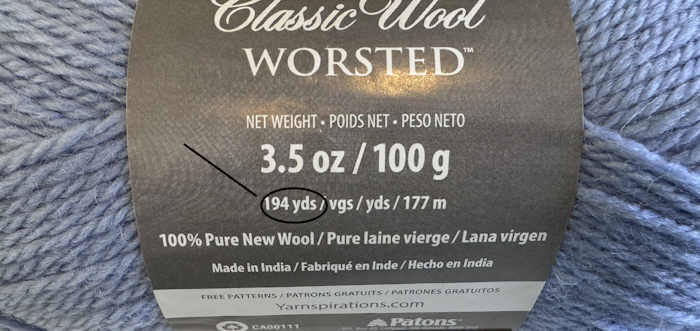 Classic Wool
WORSTED™
NET WEIGHT • POIDS NET • PESO NETO
3.5 oz / 100 g
194 yds / vgs / yds / 177 m
100% Pure New Wool / Pure laine vierge / Lana virgen
Made in India / Fabriqué en Inde / Hecho en India
FREE PATTERNS / PATRONS GRATUITS / PATRONES GRATUITOS
Yarnspirations.com
CA00111 Patons